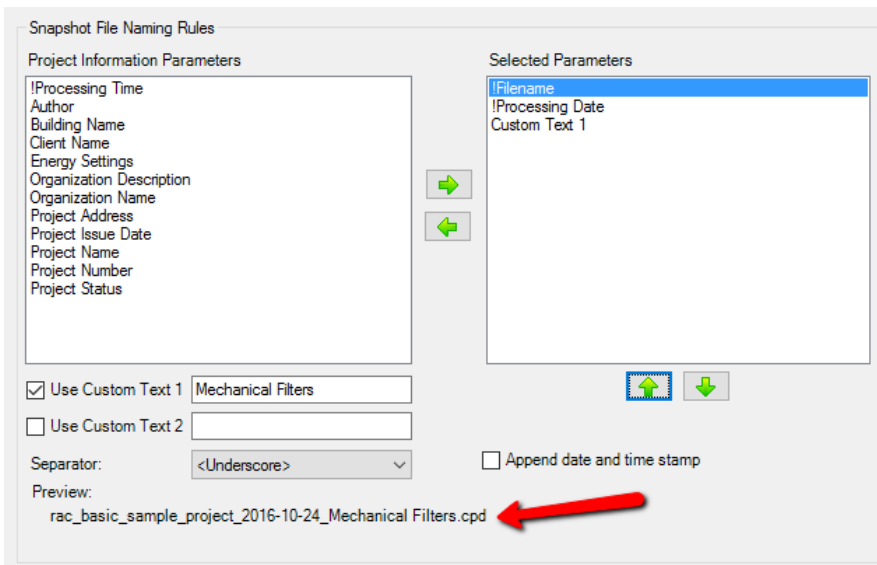 Snapshot File Naming Rules
Project Information Parameters
!Processing Time
Author
Building Name
Client Name
Energy Settings
Organization Description
Organization Name
Project Address
Project Issue Date
Project Name
Project Number
Project Status
Selected Parameters
!Filename
!Processing Date
Custom Text 1
Use Custom Text 1 Mechanical Filters
Use Custom Text 2
Separator: <Underscore>
Append date and time stamp
Preview:
rac_basic_sample_project_2016-10-24_Mechanical Filters.cpd